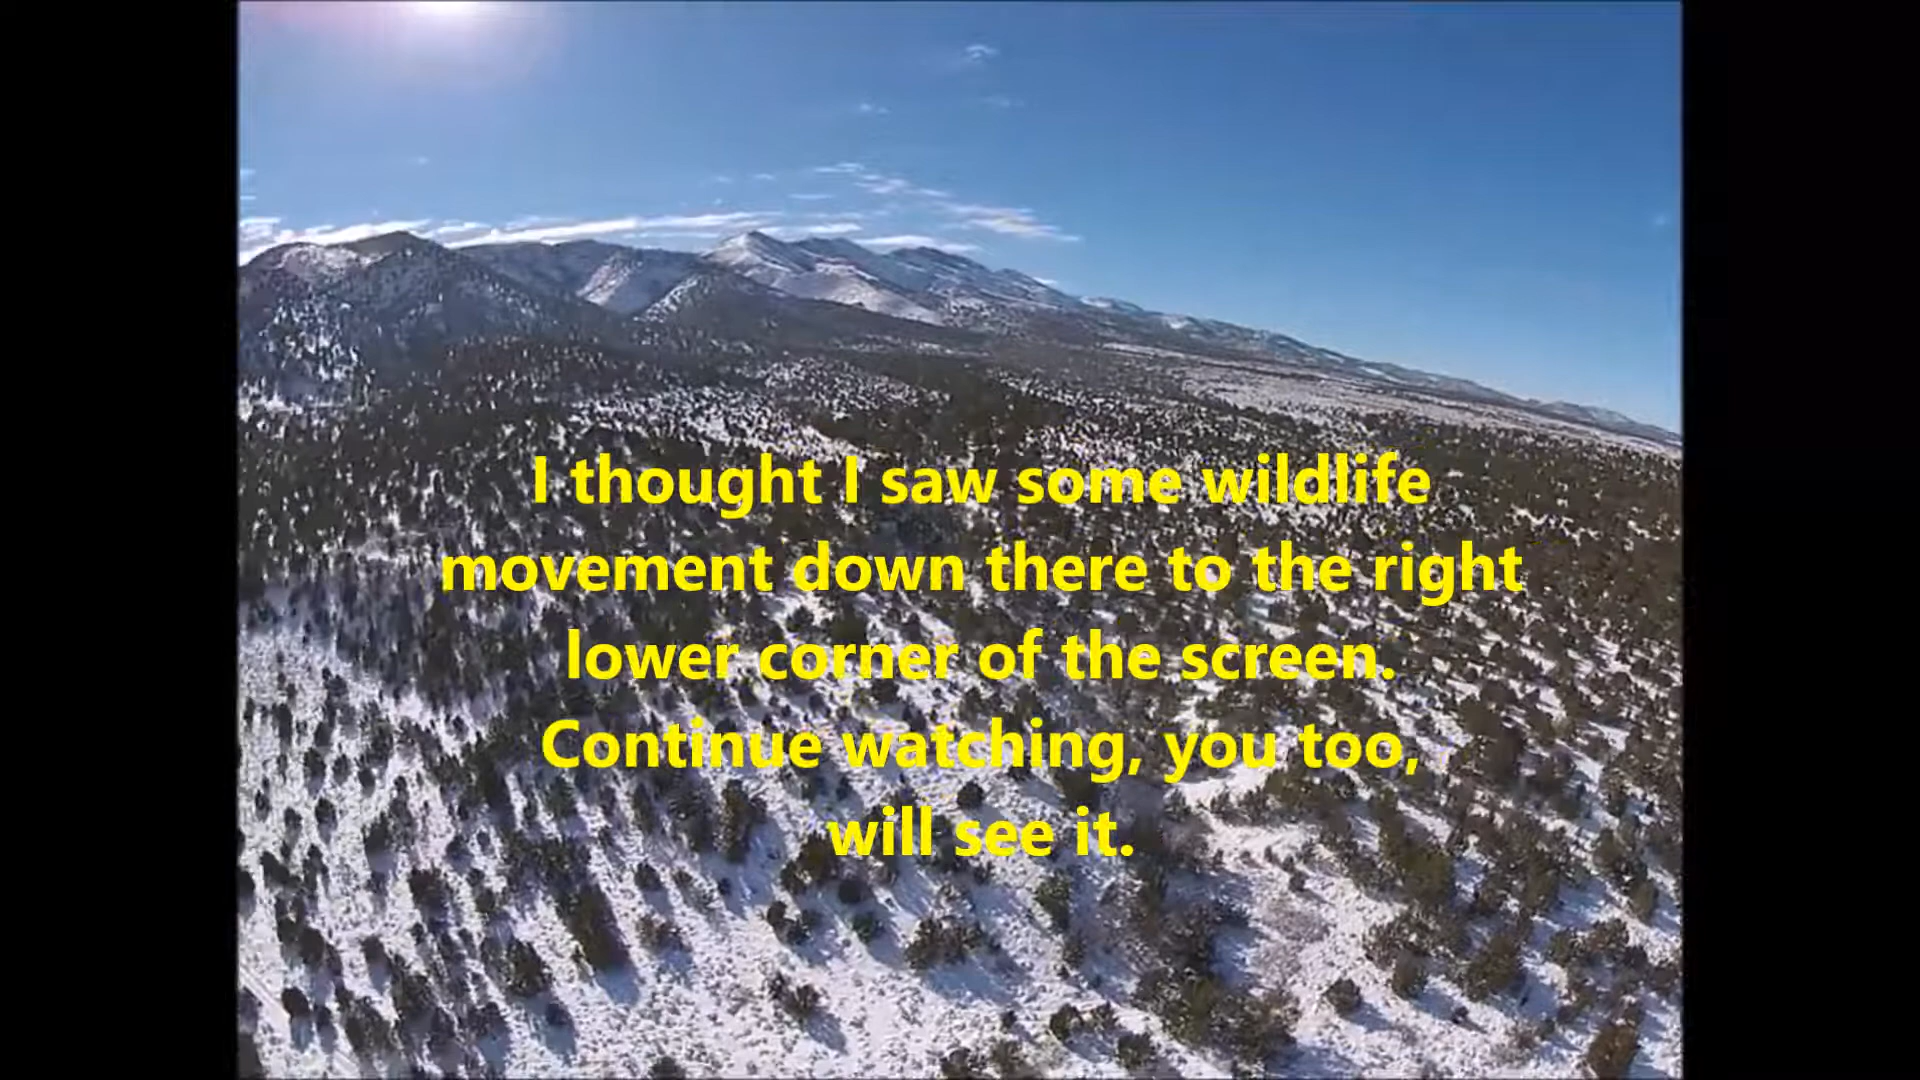 I thought I saw some wildlife
movement down there to the right
lower corner of the screen.
Continue watching, you too,
will see it.